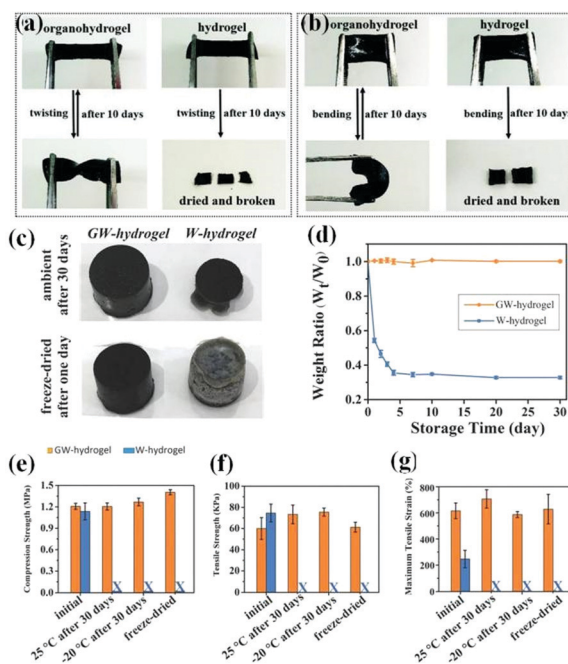 (a)
organohydrogel
hydrogel
twisting
after 10 days
twisting
after 10 days
dried and broken
(b)
organohydrogel
hydrogel
bending
after 10 days
bending
after 10 days
dried and broken
(c)
GW-hydrogel
W-hydrogel
ambient
after 30 days
freeze-dried
after one day
(d)
Weight Ratio (Wt/W0)
1.0
0.8
0.6
0.4
0.2
GW-hydrogel
W-hydrogel
0 5 10 15 20 25 30
Storage Time (day)
GW-hydrogel
W-hydrogel
(e)
Compression Strength (MPa)
1.5
1.2
0.9
0.6
0.3
0.0
X X X
initial
25 °C after 30 days
-20 °C after 30 days
freeze-dried
(f)
Tensile Strength (KPa)
100
80
60
40
20
0
X X X
initial
25 °C after 30 days
-20 °C after 30 days
freeze-dried
(g)
Maximum Tensile Strain (%)
800
600
400
200
0
X X X
initial
25 °C after 30 days
-20 °C after 30 days
freeze-dried